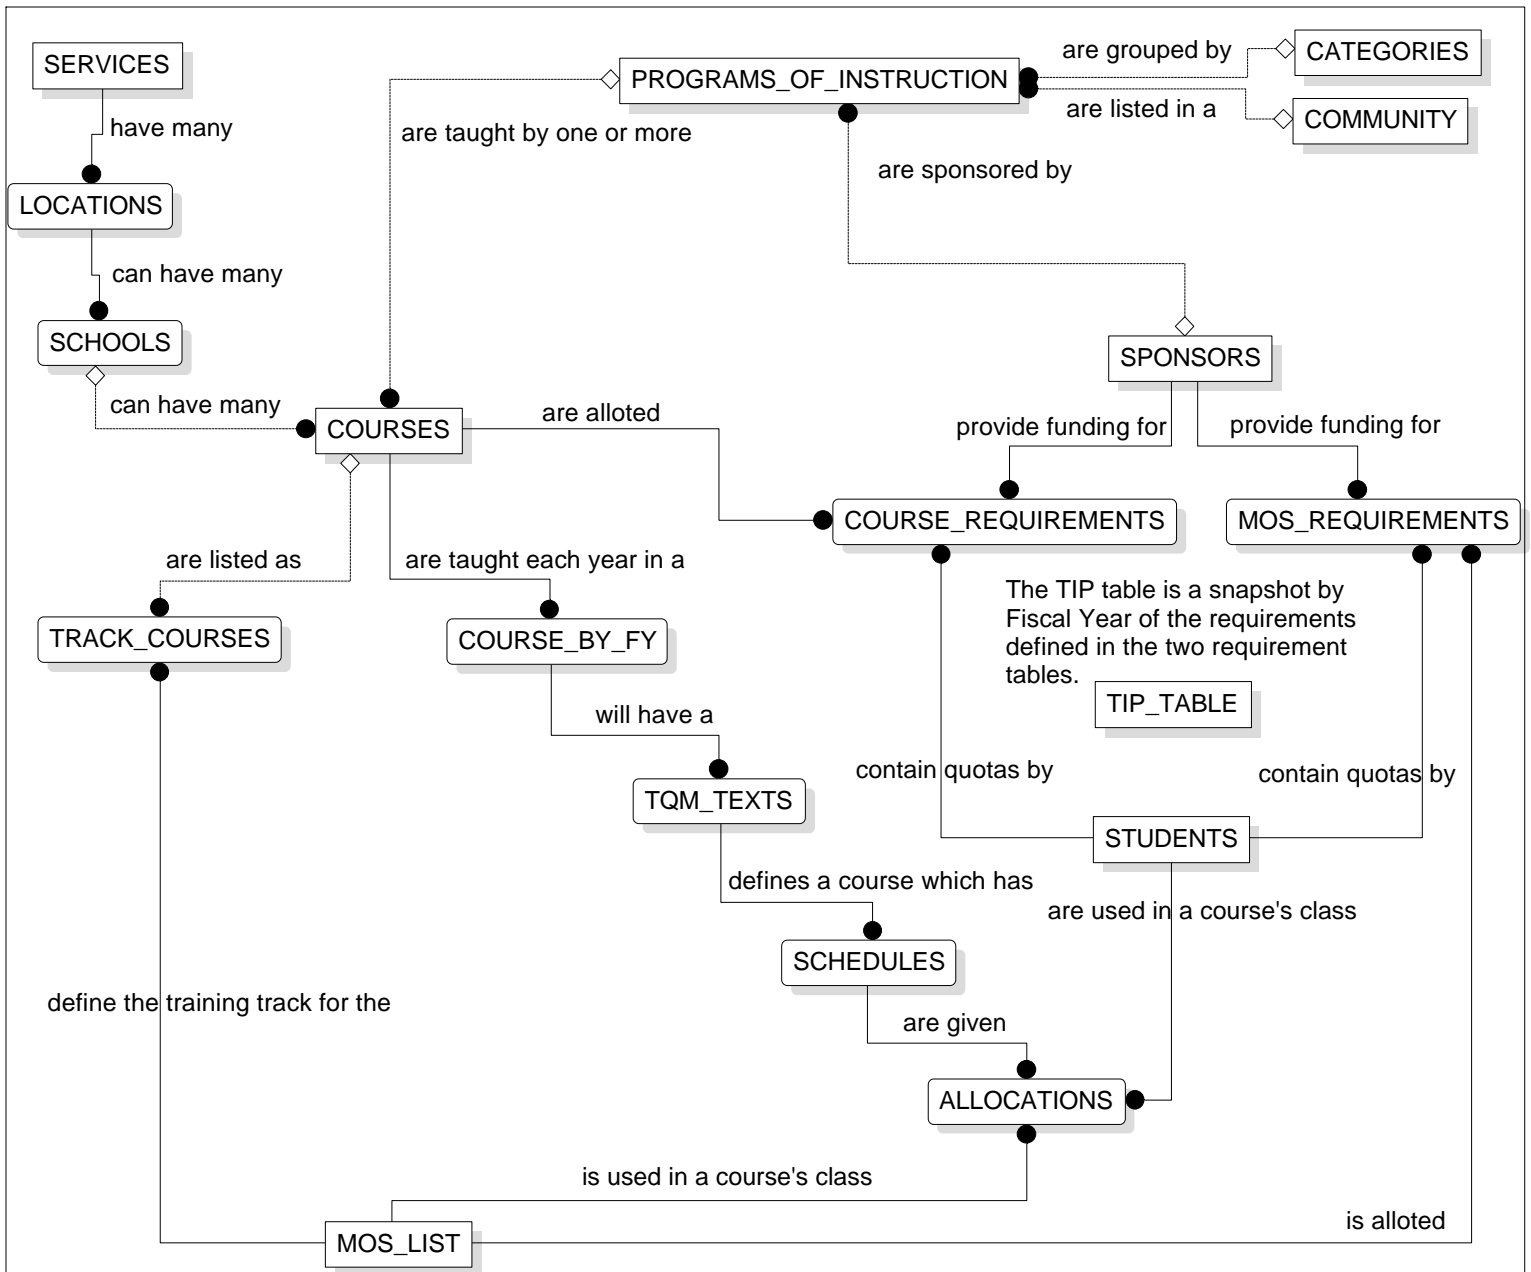 SERVICES
PROGRAMS_OF_INSTRUCTION
are grouped by
CATEGORIES
have many
are taught by one or more
are listed in a
COMMUNITY
are sponsored by
LOCATIONS
can have many
SCHOOLS
SPONSORS
can have many
COURSES
are alloted
provide funding for
provide funding for
COURSE_REQUIREMENTS
MOS_REQUIREMENTS
are listed as
are taught each year in a
The TIP table is a snapshot by
Fiscal Year of the requirements
defined in the two requirement
tables.
TRACK_COURSES
COURSE_BY_FY
TIP_TABLE
will have a
contain quotas by
contain quotas by
TQM_TEXTS
STUDENTS
defines a course which has
are used in a course's class
SCHEDULES
define the training track for the
are given
ALLOCATIONS
is used in a course's class
is alloted
MOS_LIST